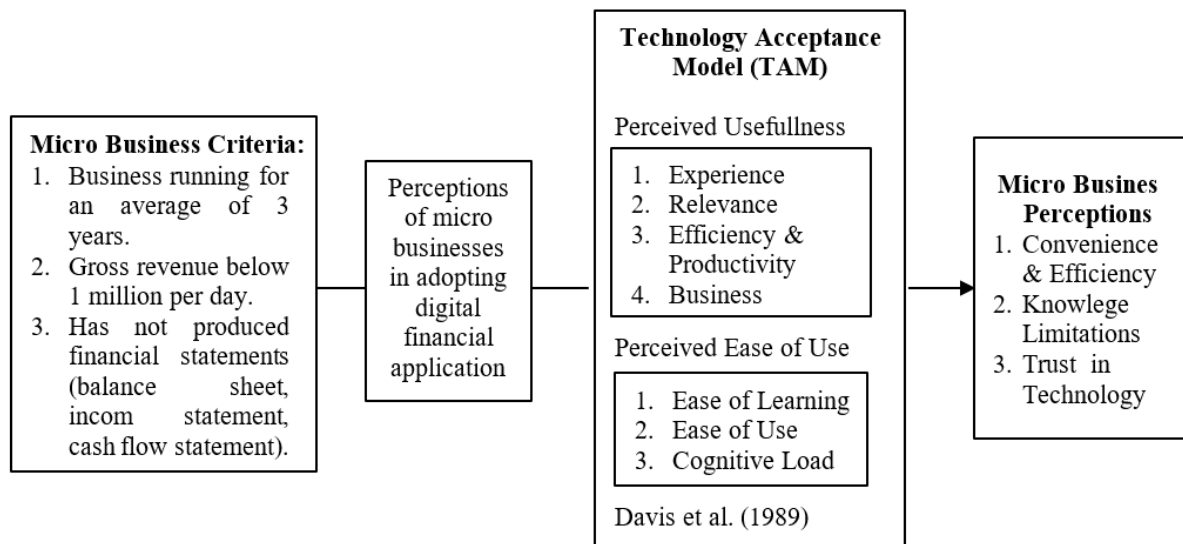 Micro Business Criteria:
1. Business running for
an average of 3
years.
2. Gross revenue below
1 million per day.
3. Has not produced
financial statements
(balance sheet,
incom statement,
cash flow statement).
Perceptions
of micro
businesses
in adopting
digital
financial
application
Technology Acceptance
Model (TAM)
Perceived Usefullness
1. Experience
2. Relevance
3. Efficiency &
Productivity
4. Business
Perceived Ease of Use
1. Ease of Learning
2. Ease of Use
3. Cognitive Load
Davis et al. (1989)
Micro Busines
Perceptions
1. Convenience
& Efficiency
2. Knowlege
Limitations
3. Trust in
Technology